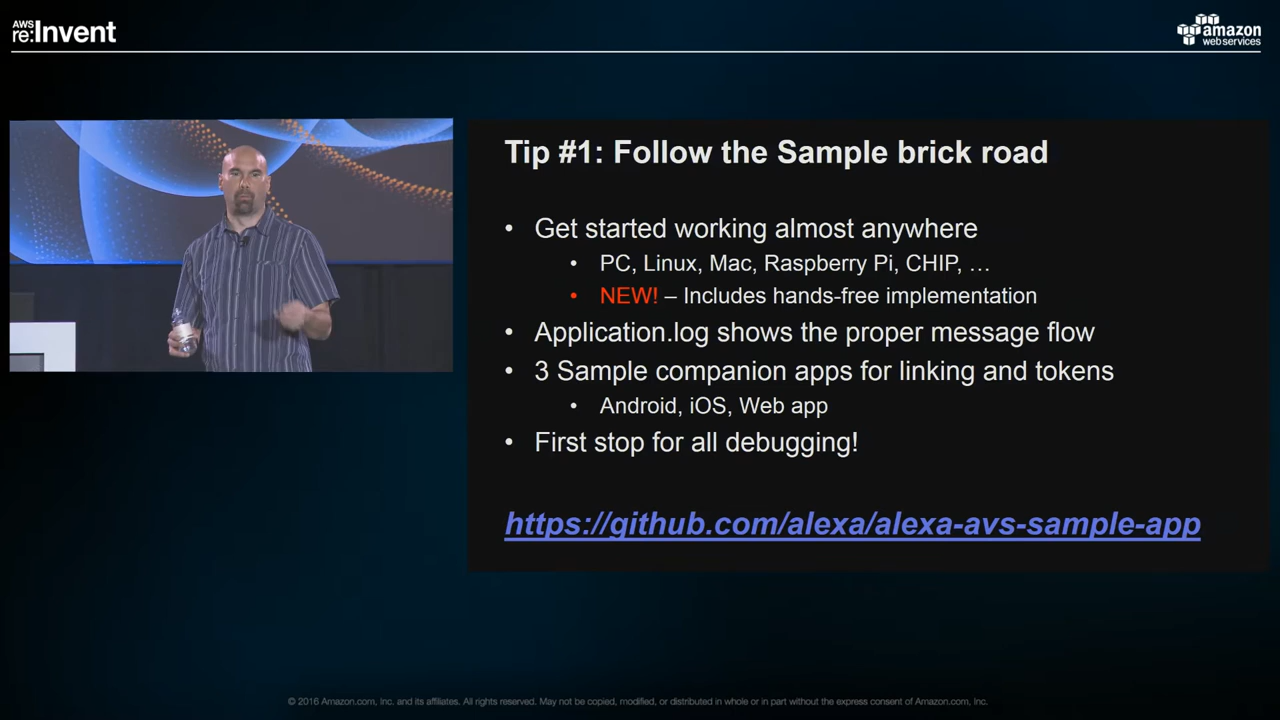 AWS
re:Invent
amazon
web services
Tip #1: Follow the Sample brick road
• Get started working almost anywhere
• PC, Linux, Mac, Raspberry Pi, CHIP, …
• NEW! – Includes hands-free implementation
• Application.log shows the proper message flow
• 3 Sample companion apps for linking and tokens
• Android, iOS, Web app
• First stop for all debugging!
https://github.com/alexa/alexa-avs-sample-app
© 2016 Amazon.com, Inc. and its affiliates. All rights reserved. May not be copied, modified, or distributed in whole or in part without the express consent of Amazon.com, Inc.